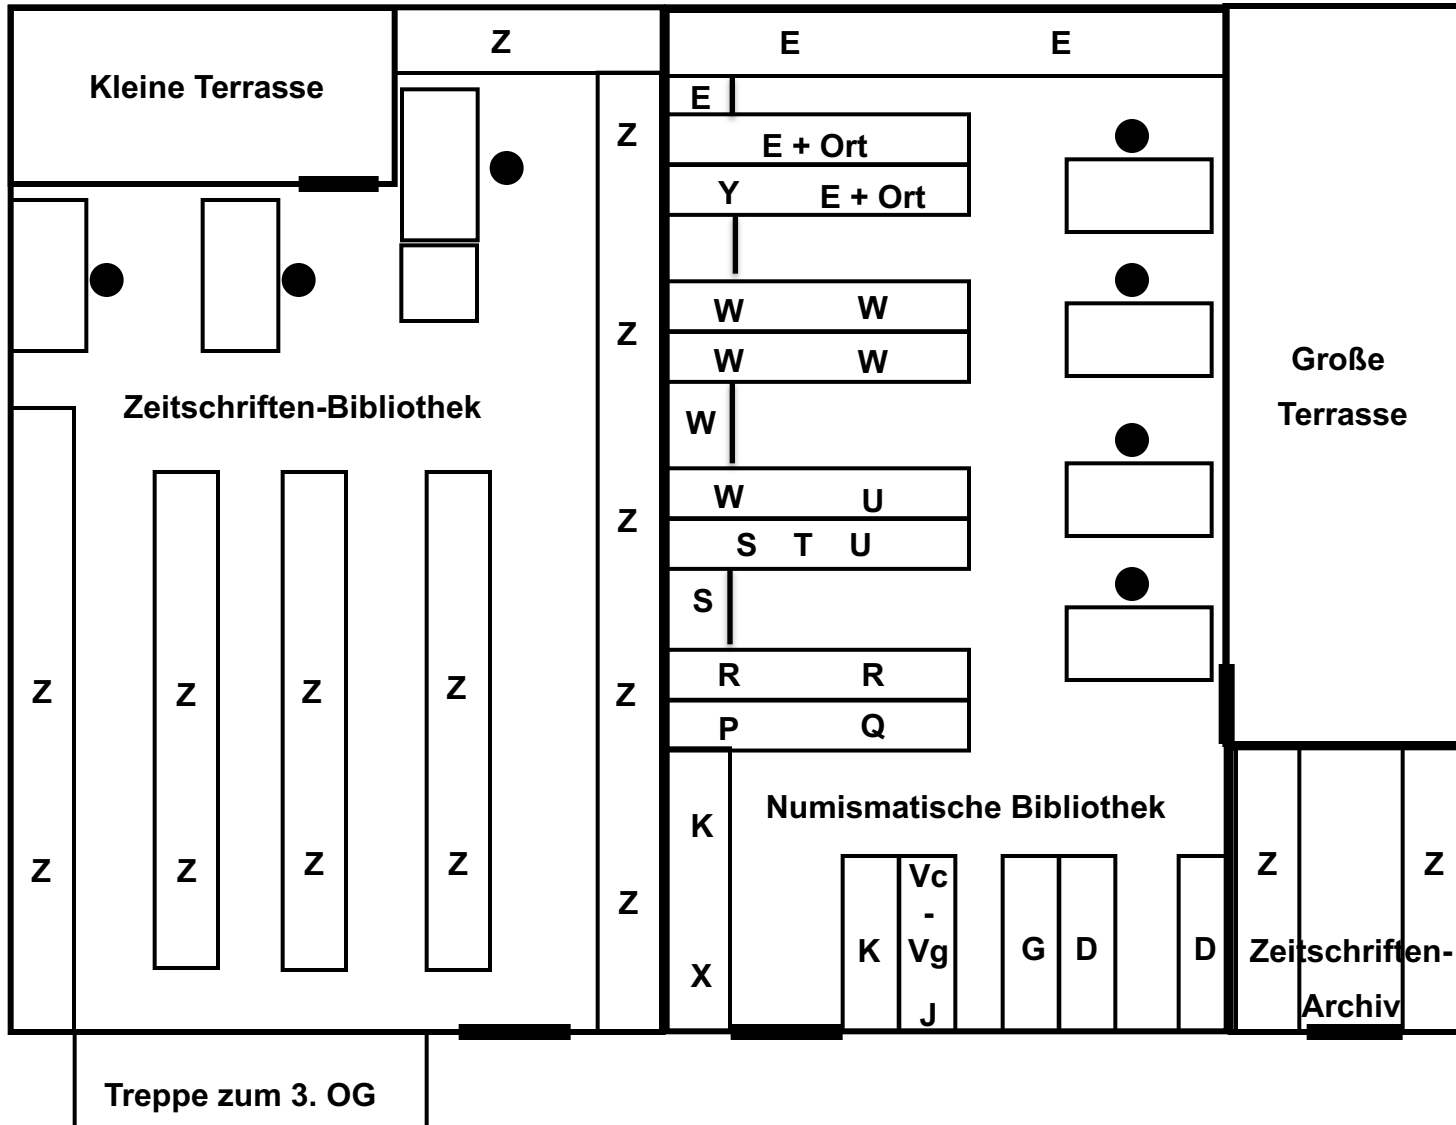 Z
E E
Kleine Terrasse
E
Z
E + Ort
Y E + Ort
W W
Z
W W
Große
Terrasse
Zeitschriften-Bibliothek
W
W U
Z
S T U
S
R R
Z Z Z Z Z
P Q
Numismatische Bibliothek
K
Z Z Z Z
Z
Vc
-
Vg
J
K
G D
D
X
Z Z
Zeitschriften-
Archiv
Treppe zum 3. OG